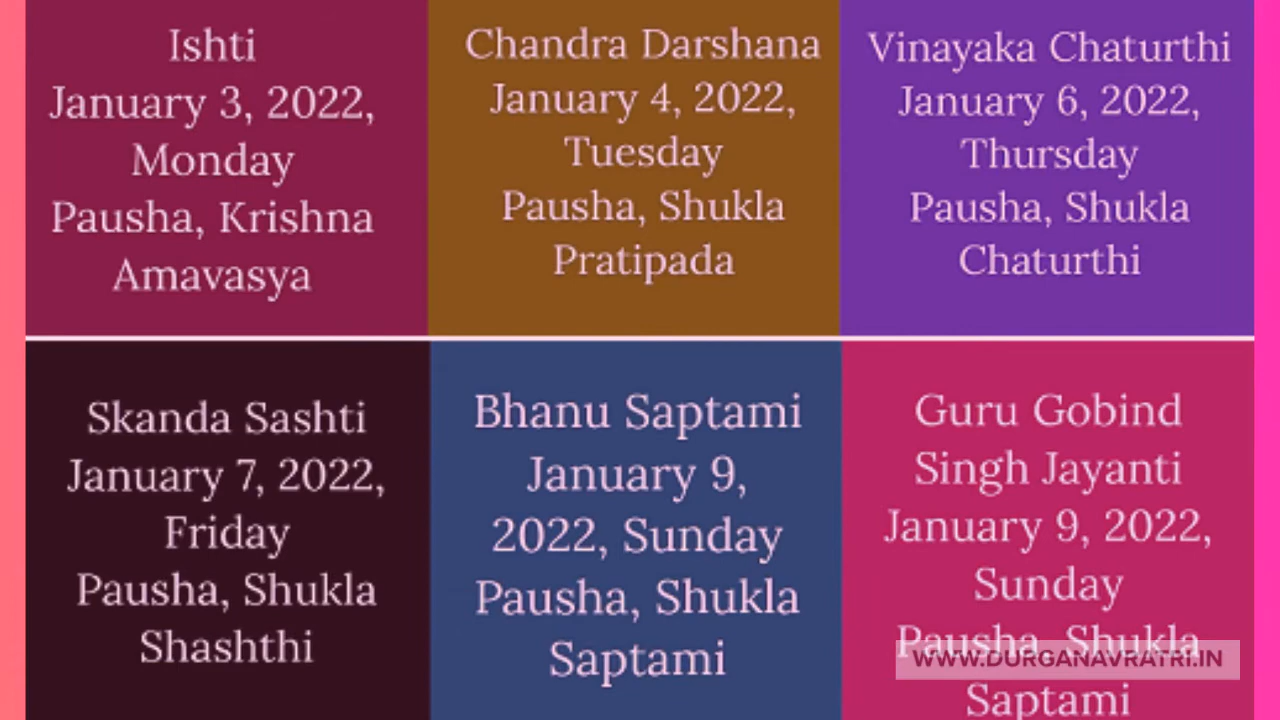 Ishti
January 3, 2022,
Monday
Pausha, Krishna
Amavasya
Chandra Darshana
January 4, 2022,
Tuesday
Pausha, Shukla
Pratipada
Vinayaka Chaturthi
January 6, 2022,
Thursday
Pausha, Shukla
Chaturthi
Skanda Sashti
January 7, 2022,
Friday
Pausha, Shukla
Shashthi
Bhanu Saptami
January 9,
2022, Sunday
Pausha, Shukla
Saptami
Guru Gobind
Singh Jayanti
January 9, 2022,
Sunday
Pausha, Shukla
WWW.DURGANAVRATRI.IN
Saptami